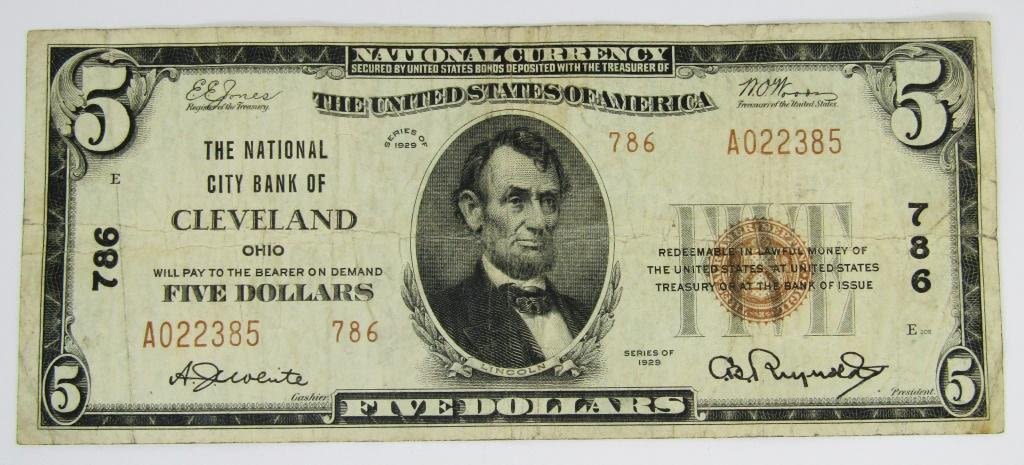 5
NATIONAL CURRENCY
SECURED BY UNITED STATES BONDS DEPOSITED WITH THE TREASURER OF
THE UNITED STATES OF AMERICA
5
E.E. Jones
Register of the Treasury.
W.O. Woods
Treasurer of the United States.
SERIES OF
1929
786
A022385
THE NATIONAL
CITY BANK OF
CLEVELAND
OHIO
WILL PAY TO THE BEARER ON DEMAND
FIVE DOLLARS
E
786
A022385
786
LINCOLN
FIVE
REDEEMABLE IN LAWFUL MONEY OF
THE UNITED STATES, AT UNITED STATES
TREASURY OR AT THE BANK OF ISSUE
786
E
SERIES OF
1929
Cashier.
President.
5
FIVE DOLLARS
5